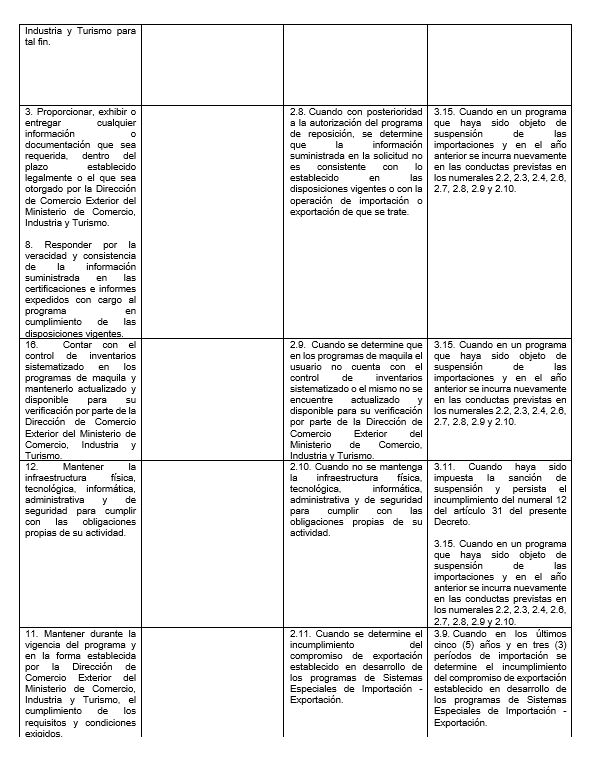 Industria y Turismo para
tal fin.
3. Proporcionar, exhibir o
entregar cualquier
información o
documentación que sea
requerida, dentro del
plazo establecido
legalmente o el que sea
otorgado por la Dirección
de Comercio Exterior del
Ministerio de Comercio,
Industria y Turismo.
8. Responder por la
veracidad y consistencia
de la información
suministrada en las
certificaciones e informes
expedidos con cargo al
programa en
cumplimiento de las
disposiciones vigentes.
2.8. Cuando con posterioridad
a la autorización del programa
de reposición, se determine
que la información
suministrada en la solicitud no
es consistente con lo
establecido en las
disposiciones vigentes o con la
operación de importación o
exportación de que se trate.
3.15. Cuando en un programa
que haya sido objeto de
suspensión de las
importaciones y en el año
anterior se incurra nuevamente
en las conductas previstas en
los numerales 2.2, 2.3, 2.4, 2.6,
2.7, 2.8, 2.9 y 2.10.
16. Contar con el
control de inventarios
sistematizado en los
programas de maquila y
mantenerlo actualizado y
disponible para su
verificación por parte de la
Dirección de Comercio
Exterior del Ministerio de
Comercio, Industria y
Turismo.
2.9. Cuando se determine que
en los programas de maquila el
usuario no cuenta con el
control de inventarios
sistematizado o el mismo no se
encuentre actualizado y
disponible para su verificación
por parte de la Dirección de
Comercio Exterior del
Ministerio de Comercio,
Industria y Turismo.
3.15. Cuando en un programa
que haya sido objeto de
suspensión de las
importaciones y en el año
anterior se incurra nuevamente
en las conductas previstas en
los numerales 2.2, 2.3, 2.4, 2.6,
2.7, 2.8, 2.9 y 2.10.
12. Mantener la
infraestructura física,
tecnológica, informática,
administrativa y de
seguridad para cumplir
con las obligaciones
propias de su actividad.
2.10. Cuando no se mantenga
la infraestructura física,
tecnológica, informática,
administrativa y de seguridad
para cumplir con las
obligaciones propias de su
actividad.
3.11. Cuando haya sido
impuesta la sanción de
suspensión y persista el
incumplimiento del numeral 12
del artículo 31 del presente
Decreto.
3.15. Cuando en un programa
que haya sido objeto de
suspensión de las
importaciones y en el año
anterior se incurra nuevamente
en las conductas previstas en
los numerales 2.2, 2.3, 2.4, 2.6,
2.7, 2.8, 2.9 y 2.10.
11. Mantener durante la
vigencia del programa y
en la forma establecida
por la Dirección de
Comercio Exterior del
Ministerio de Comercio,
Industria y Turismo, el
cumplimiento de los
requisitos y condiciones
exigidos.
2.11. Cuando se determine el
incumplimiento del
compromiso de exportación
establecido en desarrollo de
los programas de Sistemas
Especiales de Importación -
Exportación.
3.9. Cuando en los últimos
cinco (5) años y en tres (3)
períodos de importación se
determine el incumplimiento
del compromiso de exportación
establecido en desarrollo de
los programas de Sistemas
Especiales de Importación -
Exportación.